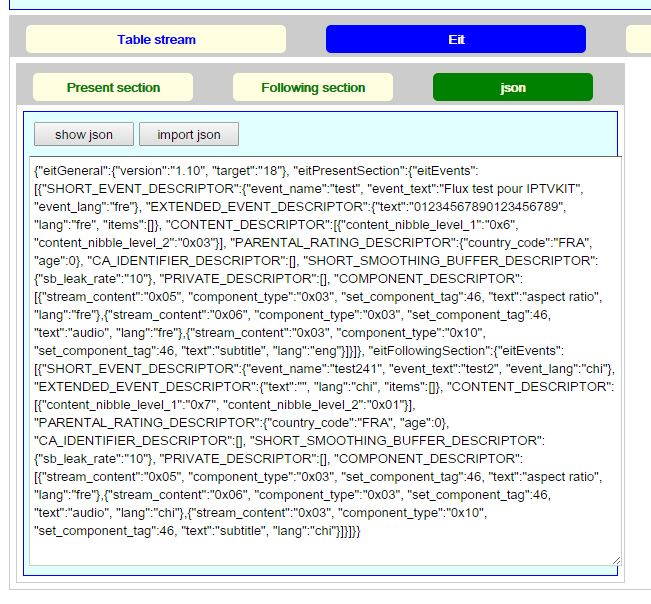 Table stream Eit
Present section Following section json
show json import json
{"eitGeneral":{"version":"1.10", "target":"18"}, "eitPresentSection":{"eitEvents":
[{"SHORT_EVENT_DESCRIPTOR":{"event_name":"test", "event_text":"Flux test pour IPTVKIT",
"event_lang":"fre"}, "EXTENDED_EVENT_DESCRIPTOR":{"text":"01234567890123456789",
"lang":"fre", "items":[]}, "CONTENT_DESCRIPTOR":[{"content_nibble_level_1":"0x6",
"content_nibble_level_2":"0x03"}], "PARENTAL_RATING_DESCRIPTOR":{"country_code":"FRA",
"age":0}, "CA_IDENTIFIER_DESCRIPTOR":[], "SHORT_SMOOTHING_BUFFER_DESCRIPTOR":
{"sb_leak_rate":"10"}, "PRIVATE_DESCRIPTOR":[], "COMPONENT_DESCRIPTOR":
[{"stream_content":"0x05", "component_type":"0x03", "set_component_tag":46, "text":"aspect ratio",
"lang":"fre"},{"stream_content":"0x06", "component_type":"0x03", "set_component_tag":46,
"text":"audio", "lang":"fre"},{"stream_content":"0x03", "component_type":"0x10",
"set_component_tag":46, "text":"subtitle", "lang":"eng"}]}]}, "eitFollowingSection":{"eitEvents":
[{"SHORT_EVENT_DESCRIPTOR":{"event_name":"test241", "event_text":"test2", "event_lang":"chi"},
"EXTENDED_EVENT_DESCRIPTOR":{"text":"", "lang":"chi", "items":[]}, "CONTENT_DESCRIPTOR":
[{"content_nibble_level_1":"0x7", "content_nibble_level_2":"0x01"}],
"PARENTAL_RATING_DESCRIPTOR":{"country_code":"FRA", "age":0},
"CA_IDENTIFIER_DESCRIPTOR":[], "SHORT_SMOOTHING_BUFFER_DESCRIPTOR":
{"sb_leak_rate":"10"}, "PRIVATE_DESCRIPTOR":[], "COMPONENT_DESCRIPTOR":
[{"stream_content":"0x05", "component_type":"0x03", "set_component_tag":46, "text":"aspect ratio",
"lang":"fre"},{"stream_content":"0x06", "component_type":"0x03", "set_component_tag":46,
"text":"audio", "lang":"chi"},{"stream_content":"0x03", "component_type":"0x10",
"set_component_tag":46, "text":"subtitle", "lang":"chi"}]}]}}